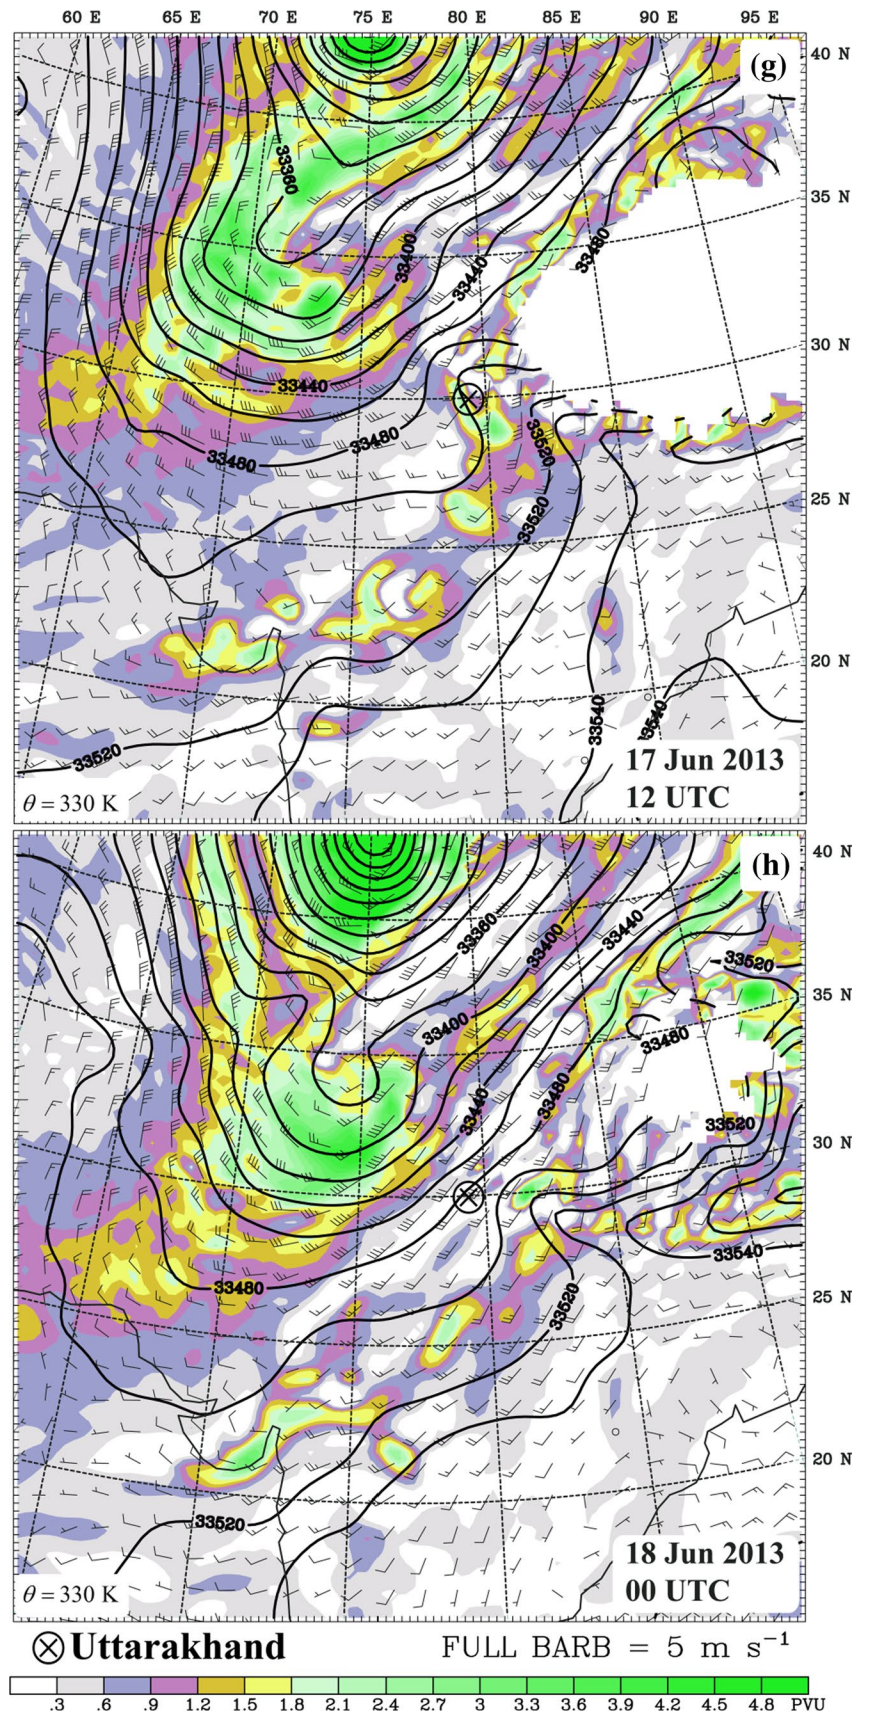 60 E 65 E 70 E 75 E 80 E 85 E 90 E 95 E
(g)
40 N
33360
35 N
33400
33440
33480
30 N
33440
33480
33480
33520
25 N
33520
20 N
33540
33540
33520
17 Jun 2013
12 UTC
θ = 330 K
(h)
40 N
33360
33400
33440
33520
35 N
33400
33480
33440
33480
33520
30 N
33540
33480
33520
25 N
20 N
33520
18 Jun 2013
00 UTC
θ = 330 K
Uttarakhand FULL BARB = 5 m s⁻¹
.3 .6 .9 1.2 1.5 1.8 2.1 2.4 2.7 3 3.3 3.6 3.9 4.2 4.5 4.8 PVU